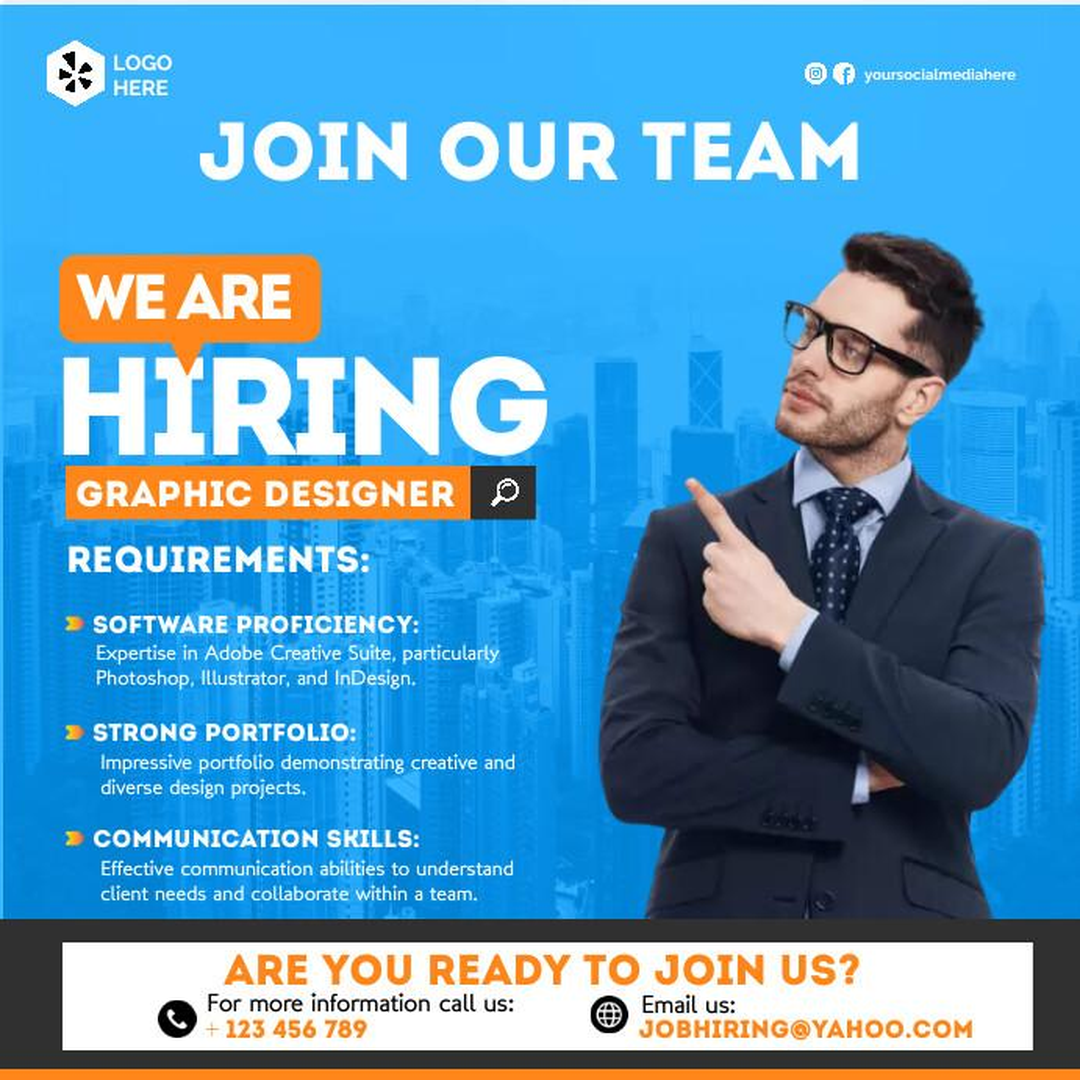 LOGO
HERE
yoursocialmediahere
JOIN OUR TEAM
WE ARE
HIRING
GRAPHIC DESIGNER
REQUIREMENTS:
SOFTWARE PROFICIENCY:
Expertise in Adobe Creative Suite, particularly
Photoshop, Illustrator, and InDesign.
STRONG PORTFOLIO:
Impressive portfolio demonstrating creative and
diverse design projects.
COMMUNICATION SKILLS:
Effective communication abilities to understand
client needs and collaborate within a team.
ARE YOU READY TO JOIN US?
For more information call us:
+ 123 456 789
Email us:
JOBHIRING@YAHOO.COM